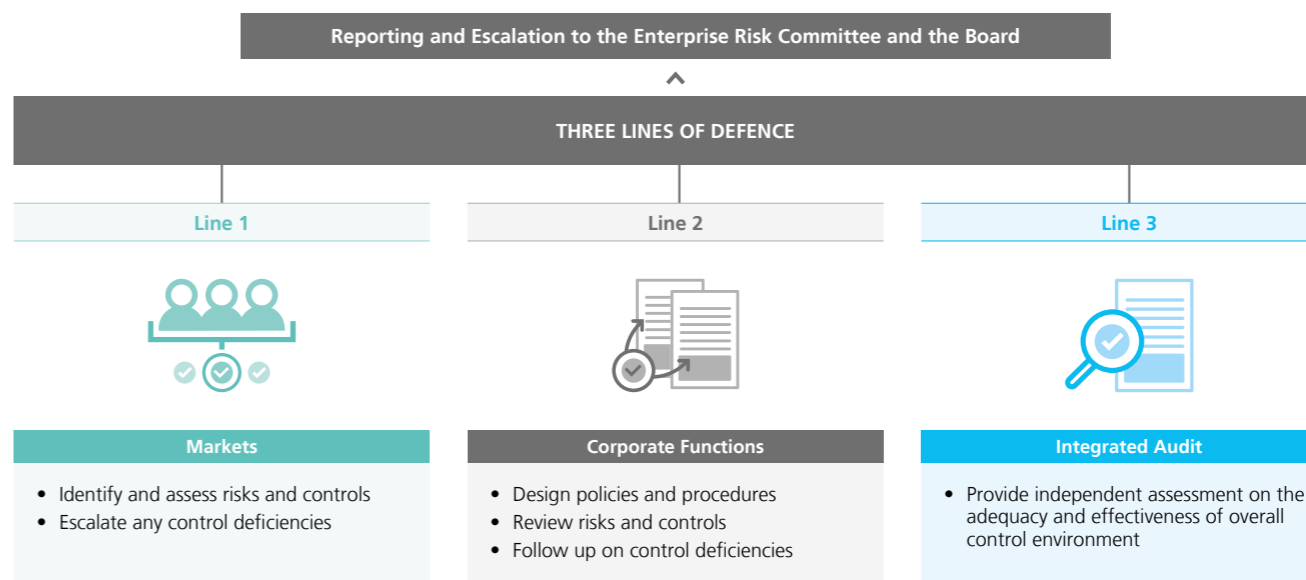 Reporting and Escalation to the Enterprise Risk Committee and the Board
THREE LINES OF DEFENCE
Line 1
Line 2
Line 3
Markets
• Identify and assess risks and controls
• Escalate any control deficiencies
Corporate Functions
• Design policies and procedures
• Review risks and controls
• Follow up on control deficiencies
Integrated Audit
• Provide independent assessment on the
adequacy and effectiveness of overall
control environment